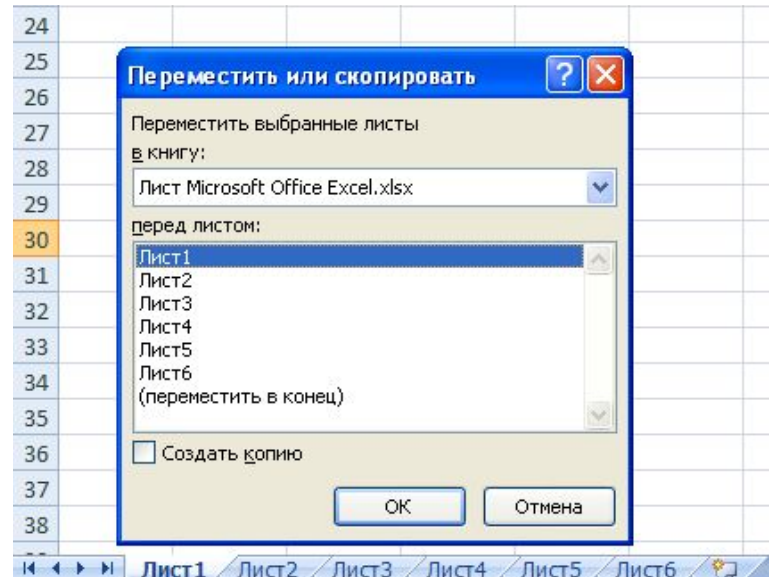 24
25
Переместить или скопировать
26
27
Переместить выбранные листы
в книгу:
28
Лист Microsoft Office Excel.xlsx
29
перед листом:
30
Лист1
31
Лист2
Лист3
32
Лист4
33
Лист5
Лист6
34
(переместить в конец)
35
36
Создать копию
37
ОК
Отмена
38
Лист1 Лист2 Лист3 Лист4 Лист5 Лист6